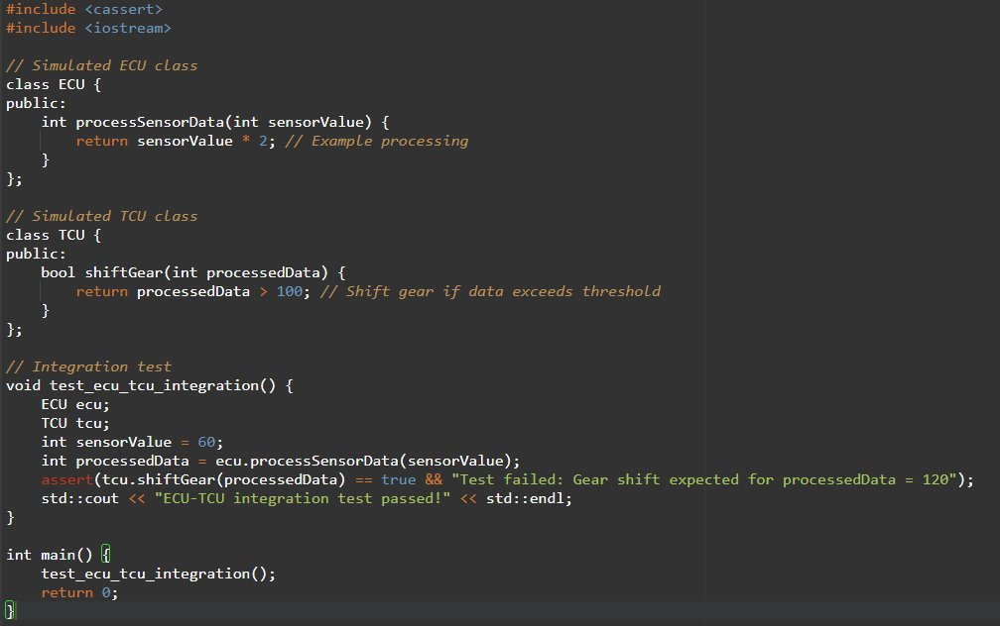 #include <cassert>
#include <iostream>

// Simulated ECU class
class ECU {
public:
    int processSensorData(int sensorValue) {
        return sensorValue * 2; // Example processing
    }
};

// Simulated TCU class
class TCU {
public:
    bool shiftGear(int processedData) {
        return processedData > 100; // Shift gear if data exceeds threshold
    }
};

// Integration test
void test_ecu_tcu_integration() {
    ECU ecu;
    TCU tcu;
    int sensorValue = 60;
    int processedData = ecu.processSensorData(sensorValue);
    assert(tcu.shiftGear(processedData) == true && "Test failed: Gear shift expected for processedData = 120");
    std::cout << "ECU-TCU integration test passed!" << std::endl;
}

int main() {
    test_ecu_tcu_integration();
    return 0;
}